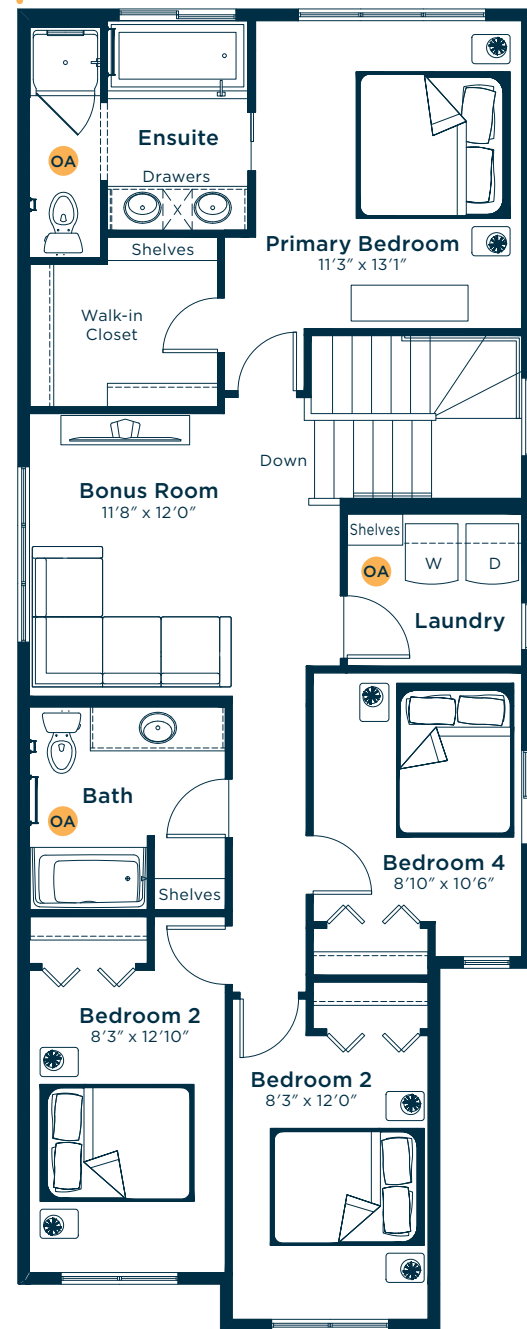 OA
Ensuite
Drawers
X
Shelves
Primary Bedroom
11'3" x 13'1"
Walk-in
Closet
Down
Bonus Room
11'8" x 12'0"
Shelves
OA
W
D
Laundry
Bath
OA
Shelves
Bedroom 4
8'10" x 10'6"
Bedroom 2
8'3" x 12'10"
Bedroom 2
8'3" x 12'0"